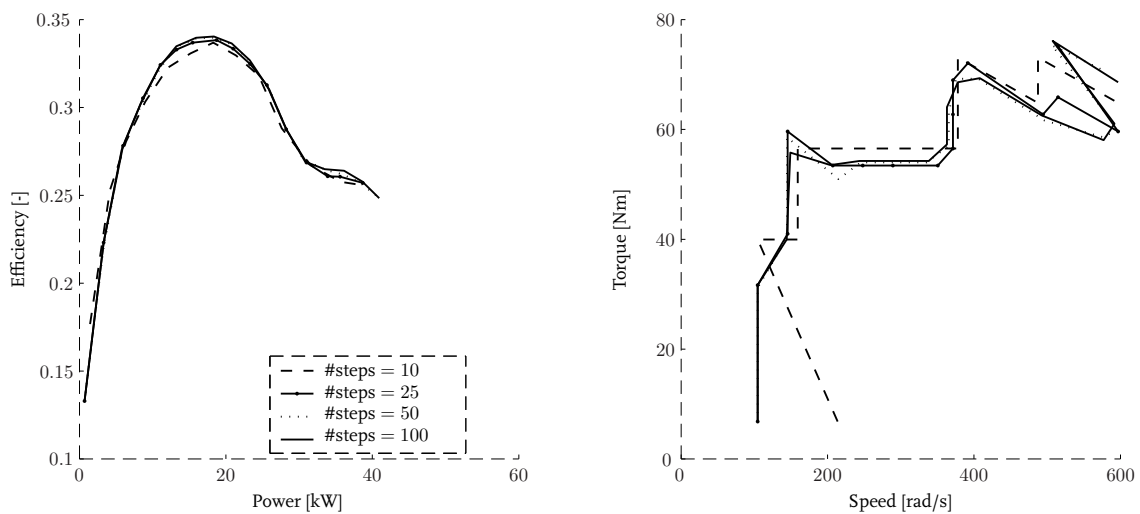 0.35
0.3
0.25
0.2
0.15
0.1
0
20
40
60
Efficiency [-]
Power [kW]
#steps = 10
#steps = 25
#steps = 50
#steps = 100
80
60
40
20
0
0
200
400
600
Torque [Nm]
Speed [rad/s]